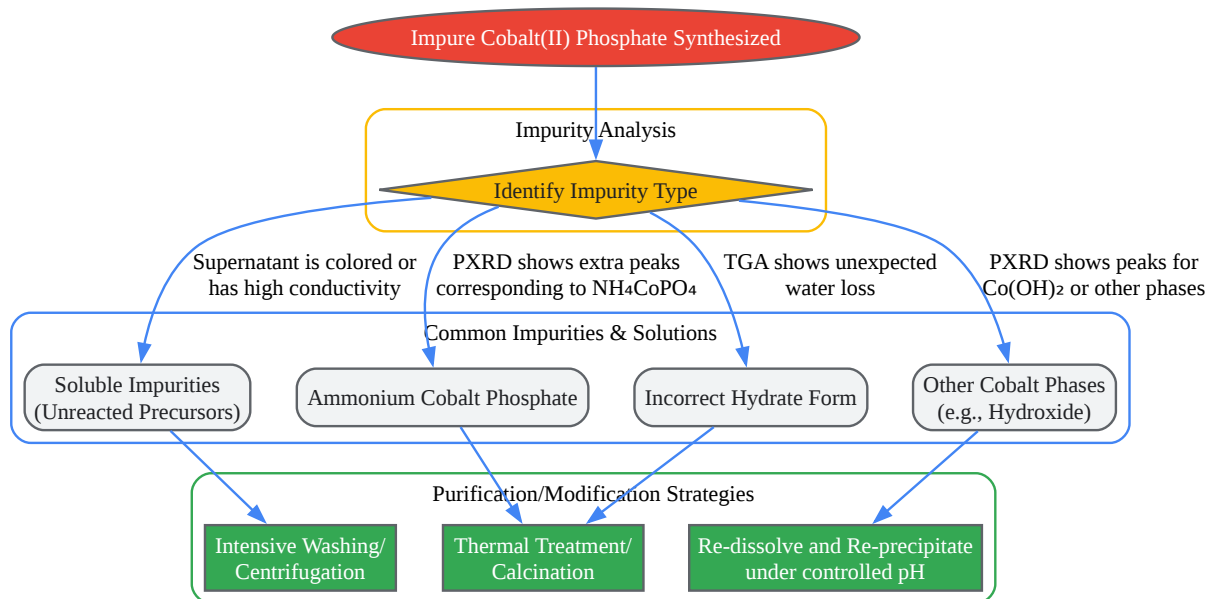 Impure Cobalt(II) Phosphate Synthesized
Impurity Analysis
Identify Impurity Type
Supernatant is colored or
has high conductivity
PXRD shows extra peaks
corresponding to NH₄CoPO₄
TGA shows unexpected
water loss
PXRD shows peaks for
Co(OH)₂ or other phases
Common Impurities & Solutions
Soluble Impurities
(Unreacted Precursors)
Ammonium Cobalt Phosphate
Incorrect Hydrate Form
Other Cobalt Phases
(e.g., Hydroxide)
Purification/Modification Strategies
Intensive Washing/
Centrifugation
Thermal Treatment/
Calcination
Re-dissolve and Re-precipitate
under controlled pH